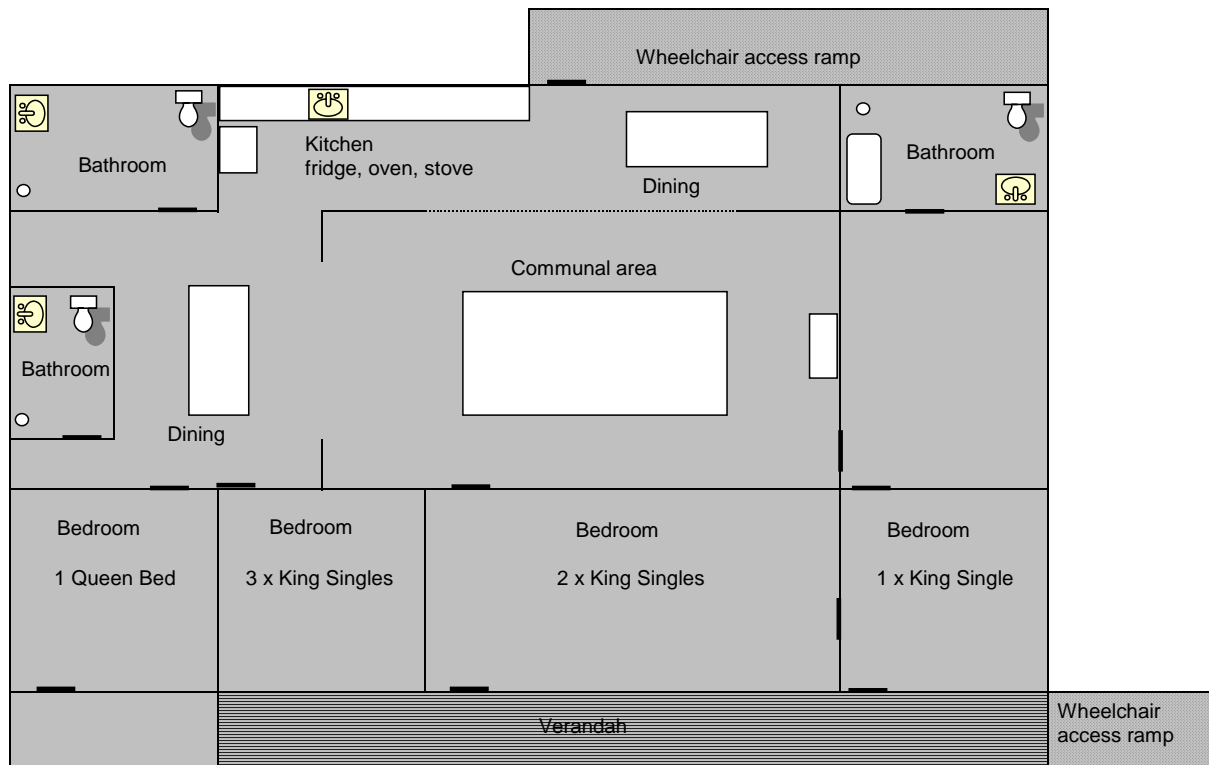 Wheelchair access ramp
Bathroom
Kitchen
fridge, oven, stove
Dining
Bathroom
Communal area
Bathroom
Dining
Bedroom
1 Queen Bed
Bedroom
3 x King Singles
Bedroom
2 x King Singles
Bedroom
1 x King Single
Verandah
Wheelchair
access ramp